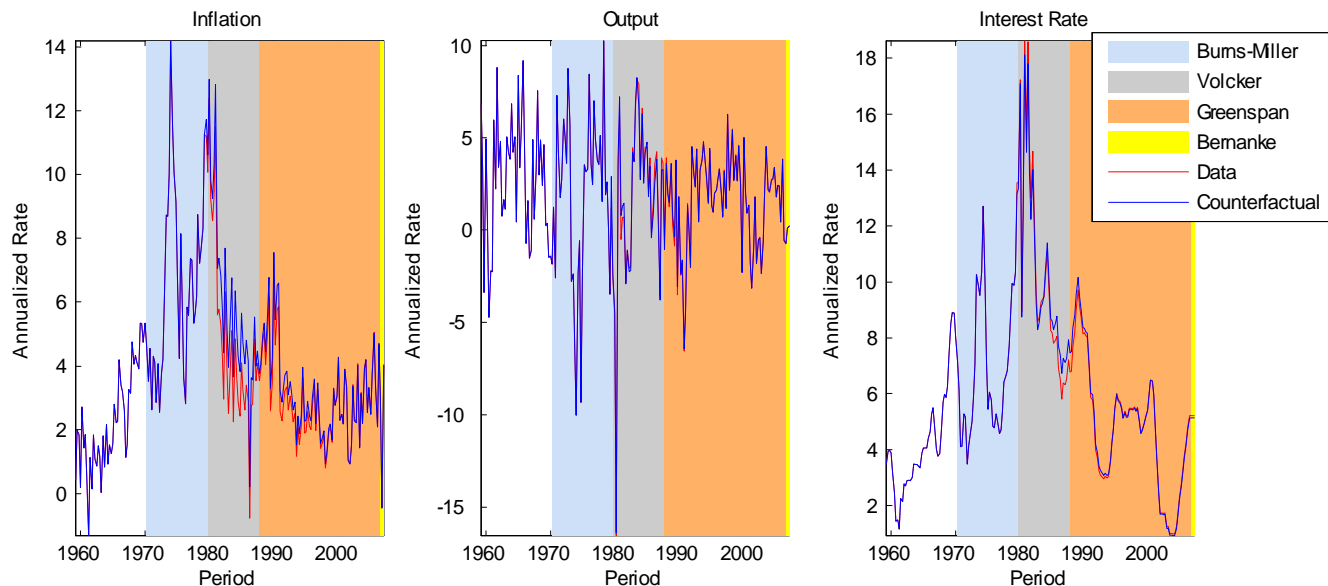 Inflation
Output
Interest Rate
Annualized Rate
14
12
10
8
6
4
2
0
1960 1970 1980 1990 2000
Period
Annualized Rate
10
5
0
-5
-10
-15
1960 1970 1980 1990 2000
Period
Annualized Rate
18
16
14
12
10
8
6
4
2
1960 1970 1980 1990 2000
Period
Burns-Miller
Volcker
Greenspan
Bernanke
Data
Counterfactual